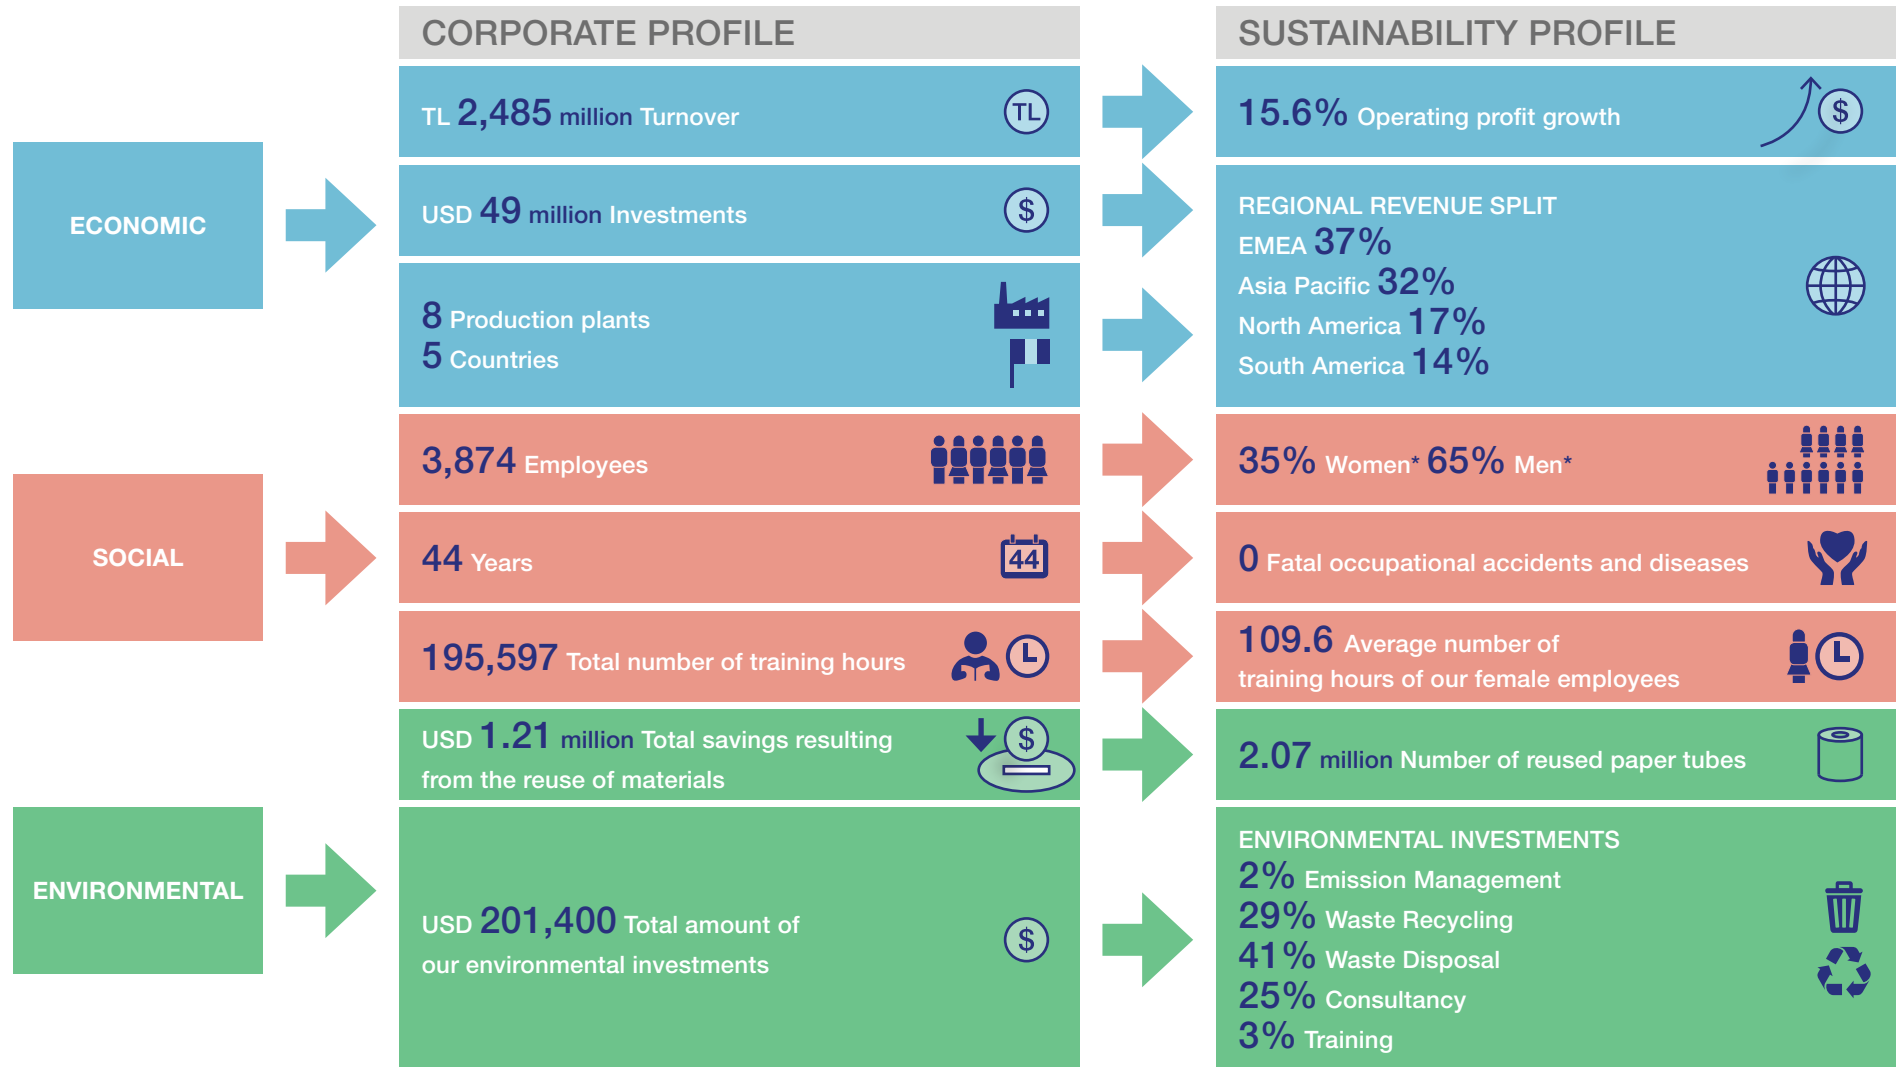 CORPORATE PROFILE
SUSTAINABILITY PROFILE
ECONOMIC
TL 2,485 million Turnover
TL
15.6% Operating profit growth
$
USD 49 million Investments
$
REGIONAL REVENUE SPLIT
EMEA 37%
Asia Pacific 32%
North America 17%
South America 14%
8 Production plants
5 Countries
SOCIAL
3,874 Employees
35% Women* 65% Men*
44 Years
44
0 Fatal occupational accidents and diseases
195,597 Total number of training hours
109.6 Average number of
training hours of our female employees
ENVIRONMENTAL
USD 1.21 million Total savings resulting
from the reuse of materials
$
2.07 million Number of reused paper tubes
USD 201,400 Total amount of
our environmental investments
$
ENVIRONMENTAL INVESTMENTS
2% Emission Management
29% Waste Recycling
41% Waste Disposal
25% Consultancy
3% Training